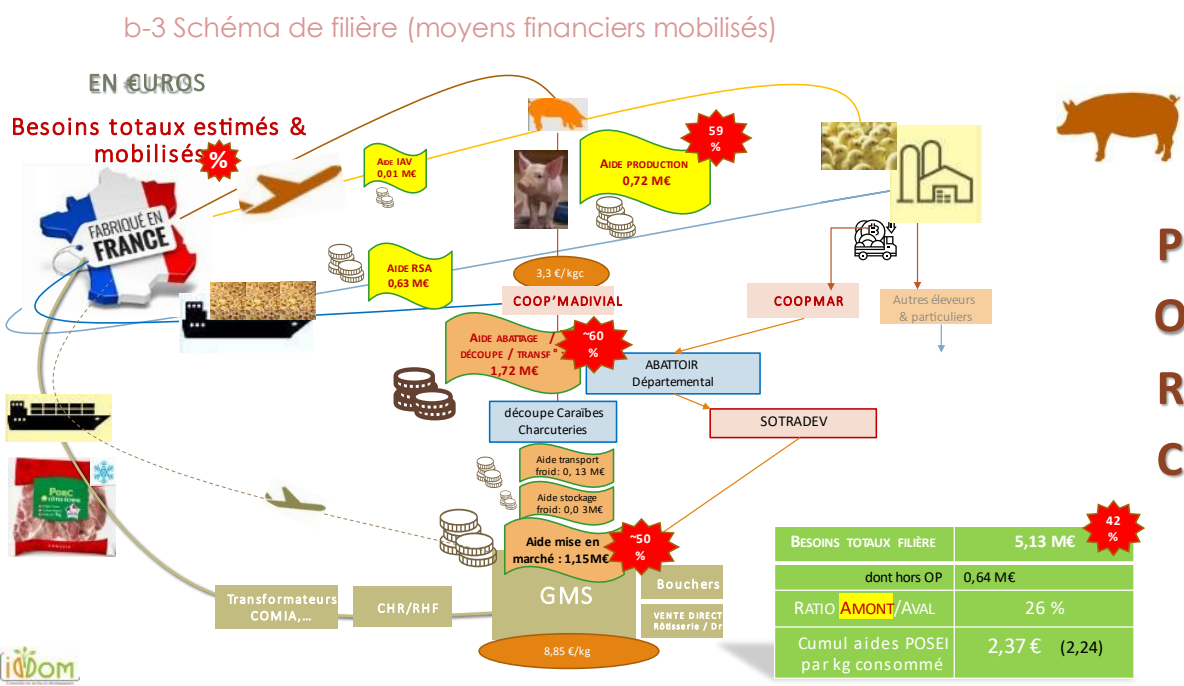 b-3 Schéma de filière (moyens financiers mobilisés)
EN €UROS
Besoins totaux estimés &
mobilisés
%
FABRIQUÉ EN
FRANCE
AIDE IAV
0,01 M€
AIDE PRODUCTION
0,72 M€
59
%
AIDE RSA
0,63 M€
3,3 €/kgc
COOP'MADIVIAL
COOPMAR
Autres éleveurs
& particuliers
P
O
R
C
AIDE ABATTAGE /
DÉCOUPE / TRANSF°
1,72 M€
~60
%
ABATTOIR
Départemental
découpe Caraïbes
Charcuteries
SOTRADEV
Aide transport
froid: 0, 13 M€
Aide stockage
froid: 0,0 3M€
Aide mise en
marché : 1,15M€
~50
%
PORC
GMS
Bouchers
VENTE DIRECT
Rôtisserie / Dr
Transformateurs
COMIA,...
CHR/RHF
8,85 €/kg
BESOINS TOTAUX FILIÈRE 5,13 M€
42
%
dont hors OP 0,64 M€
RATIO AMONT/AVAL 26 %
Cumul aides POSEI
par kg consommé 2,37 € (2,24)
iDDOM